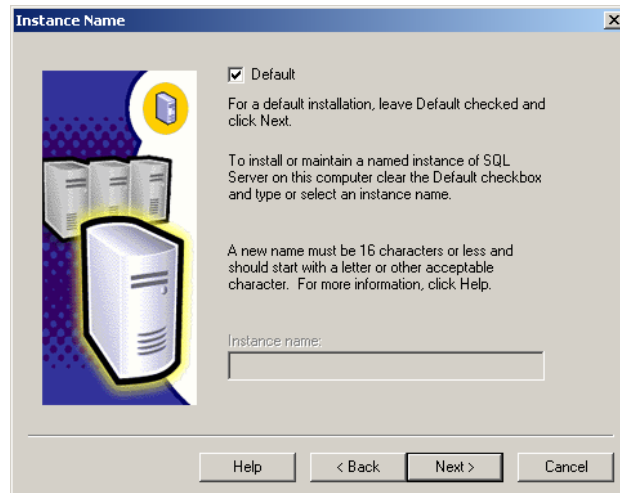 Instance Name
Default
For a default installation, leave Default checked and
click Next.
To install or maintain a named instance of SQL
Server on this computer clear the Default checkbox
and type or select an instance name.
A new name must be 16 characters or less and
should start with a letter or other acceptable
character. For more information, click Help.
Instance name:
Help
< Back
Next >
Cancel